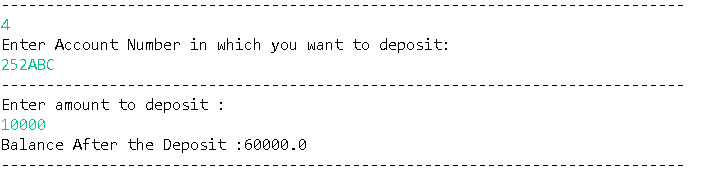 ---------------------------------------------------------------------------
4
Enter Account Number in which you want to deposit:
252ABC
---------------------------------------------------------------------------
Enter amount to deposit :
10000
Balance After the Deposit :60000.0
---------------------------------------------------------------------------